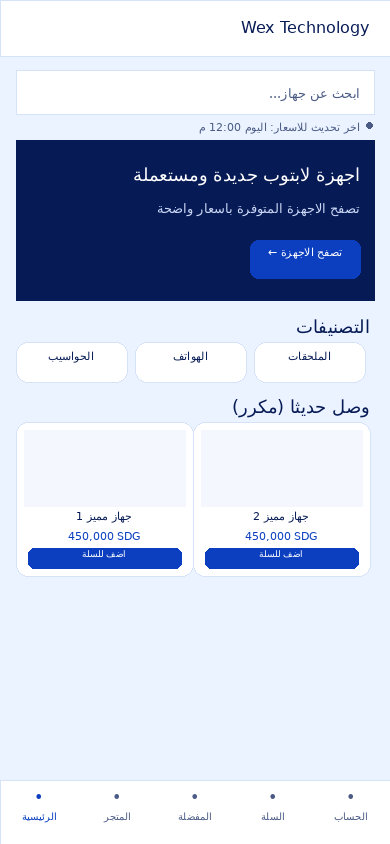 Wex Technology
ابحث عن جهاز...
اخر تحديث للاسعار: اليوم 12:00 م
اجهزة لابتوب جديدة ومستعملة
تصفح الاجهزة المتوفرة باسعار واضحة
تصفح الاجهزة ←
التصنيفات
الملحقات
الهواتف
الحواسيب
وصل حديثا (مكرر)
جهاز مميز 2
450,000 SDG
اضف للسلة
جهاز مميز 1
450,000 SDG
اضف للسلة
الحساب
السلة
المفضلة
المتجر
الرئيسية